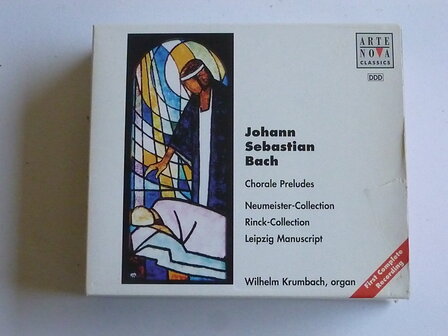 ARTE
NOVA
CLASSICS
DDD
Johann
Sebastian
Bach
Chorale Preludes
Neumeister-Collection
Rinck-Collection
Leipzig Manuscript
Wilhelm Krumbach, organ
First Complete
Recording